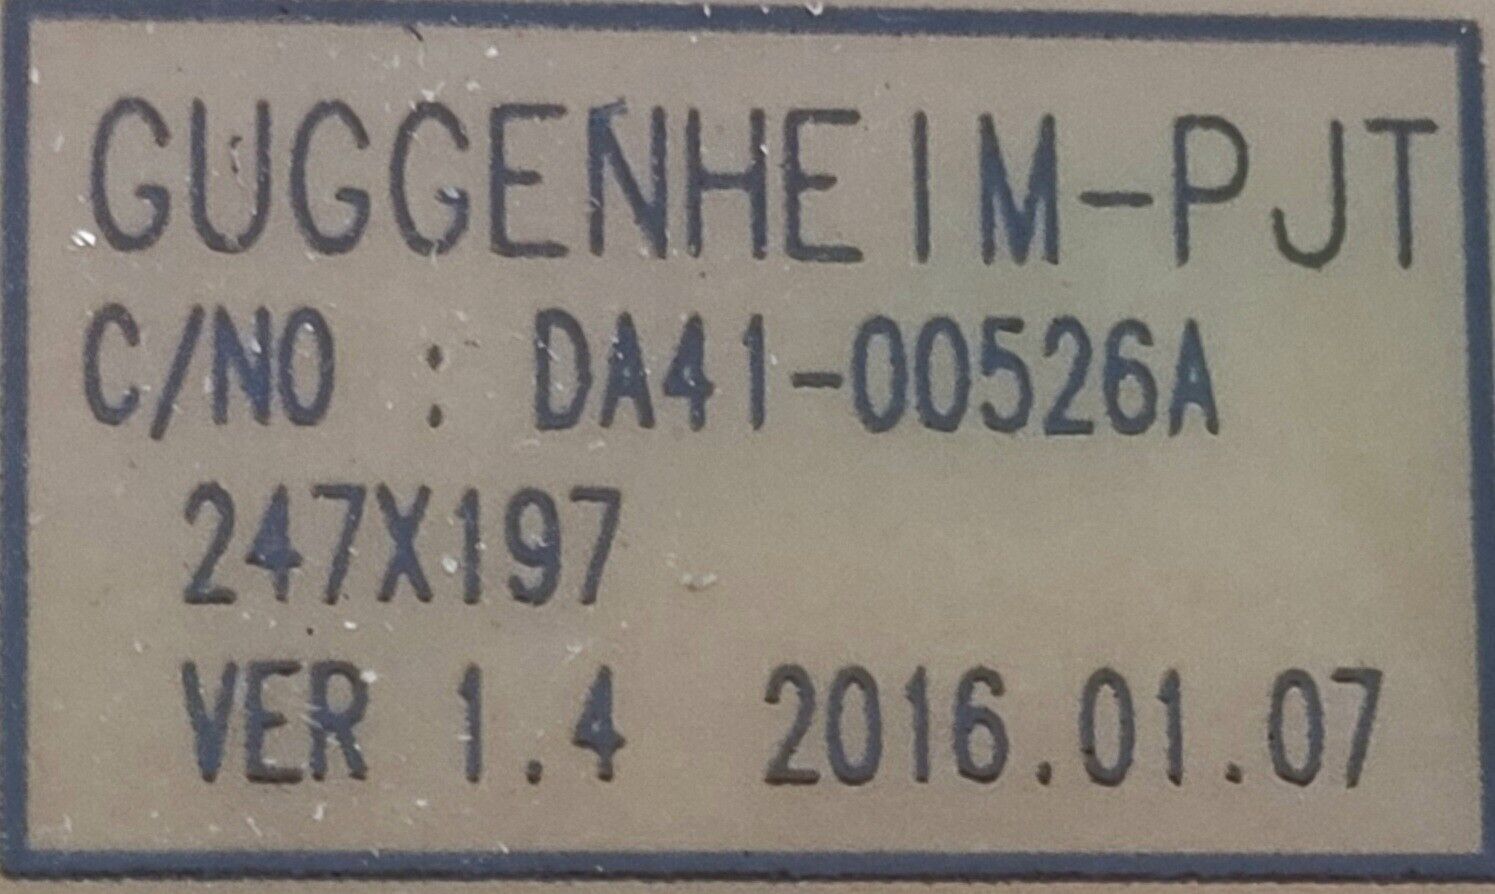 GUGGENHEIM-PJT
C/NO : DA41-00526A
247X197
VER 1.4 2016.01.07